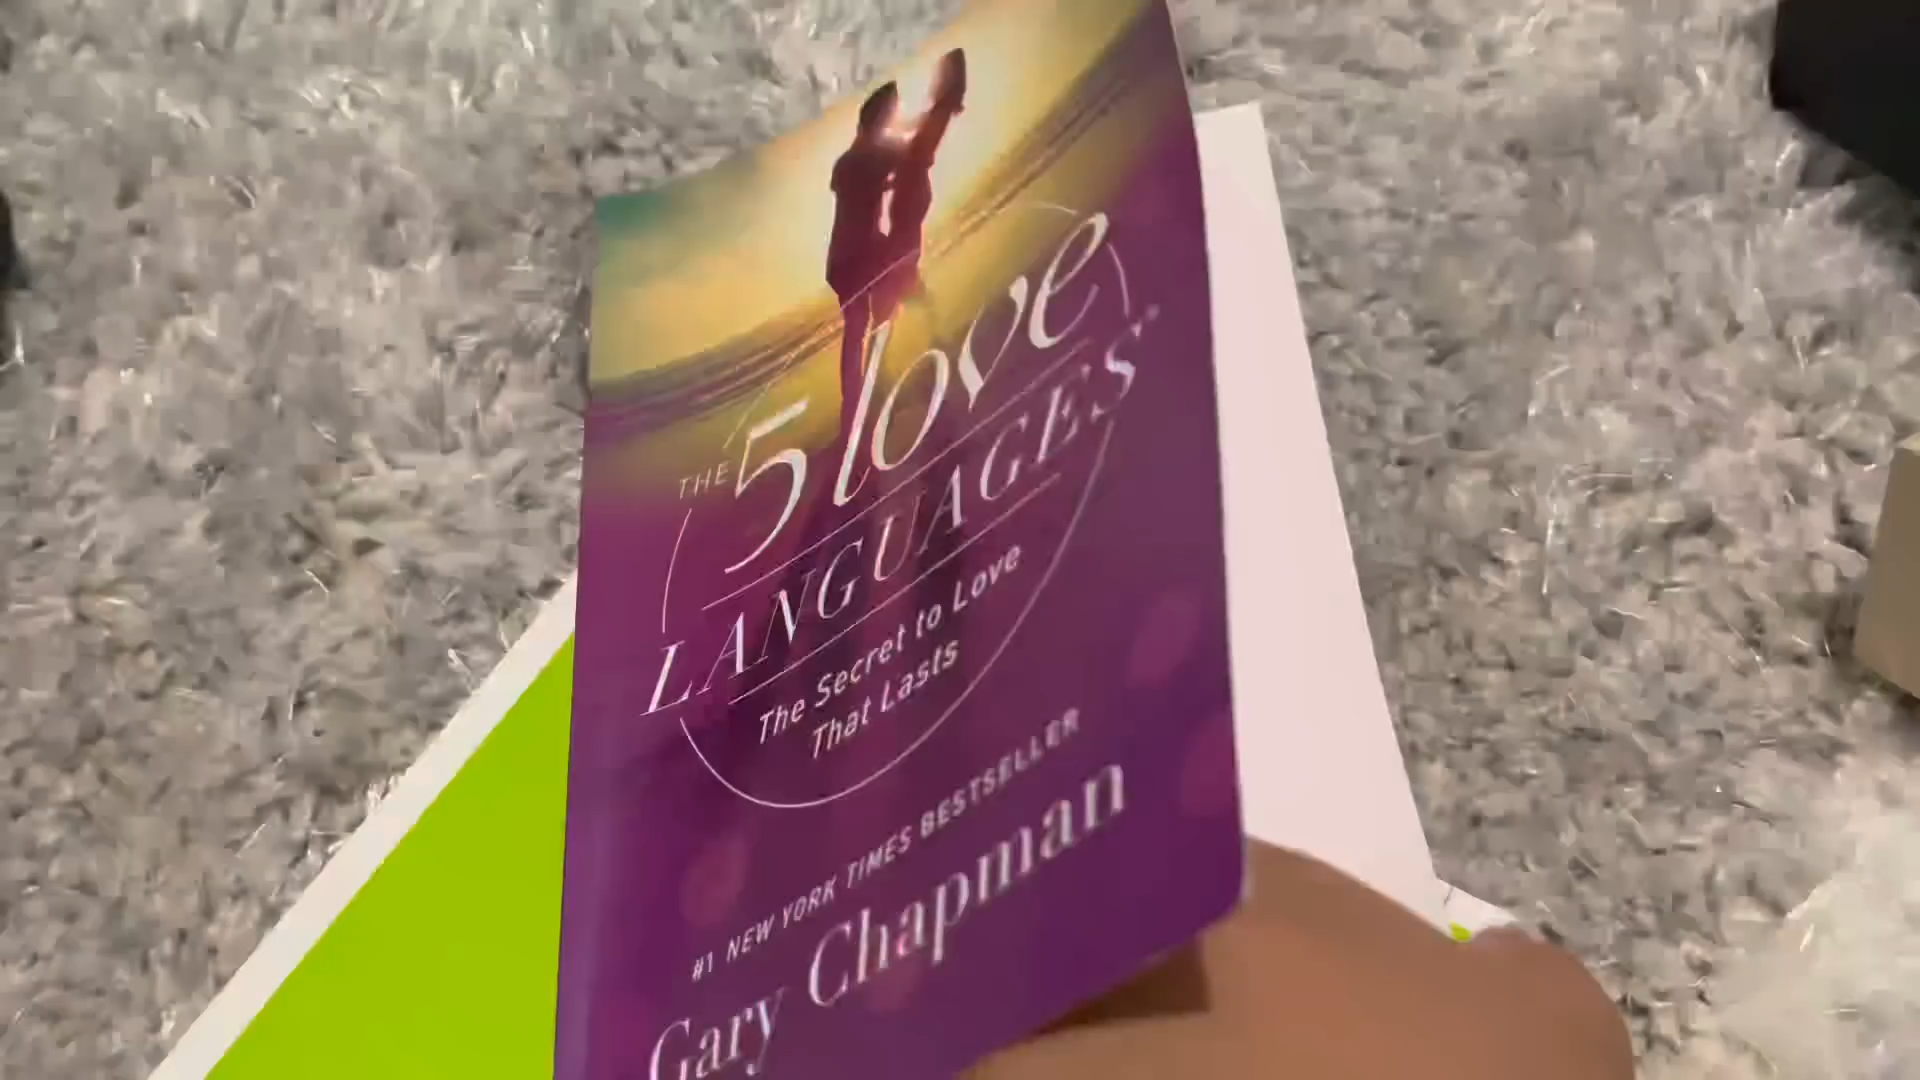 THE 5 love
LANGUAGES®
The Secret to Love
That Lasts
#1 NEW YORK TIMES BESTSELLER
Gary Chapman